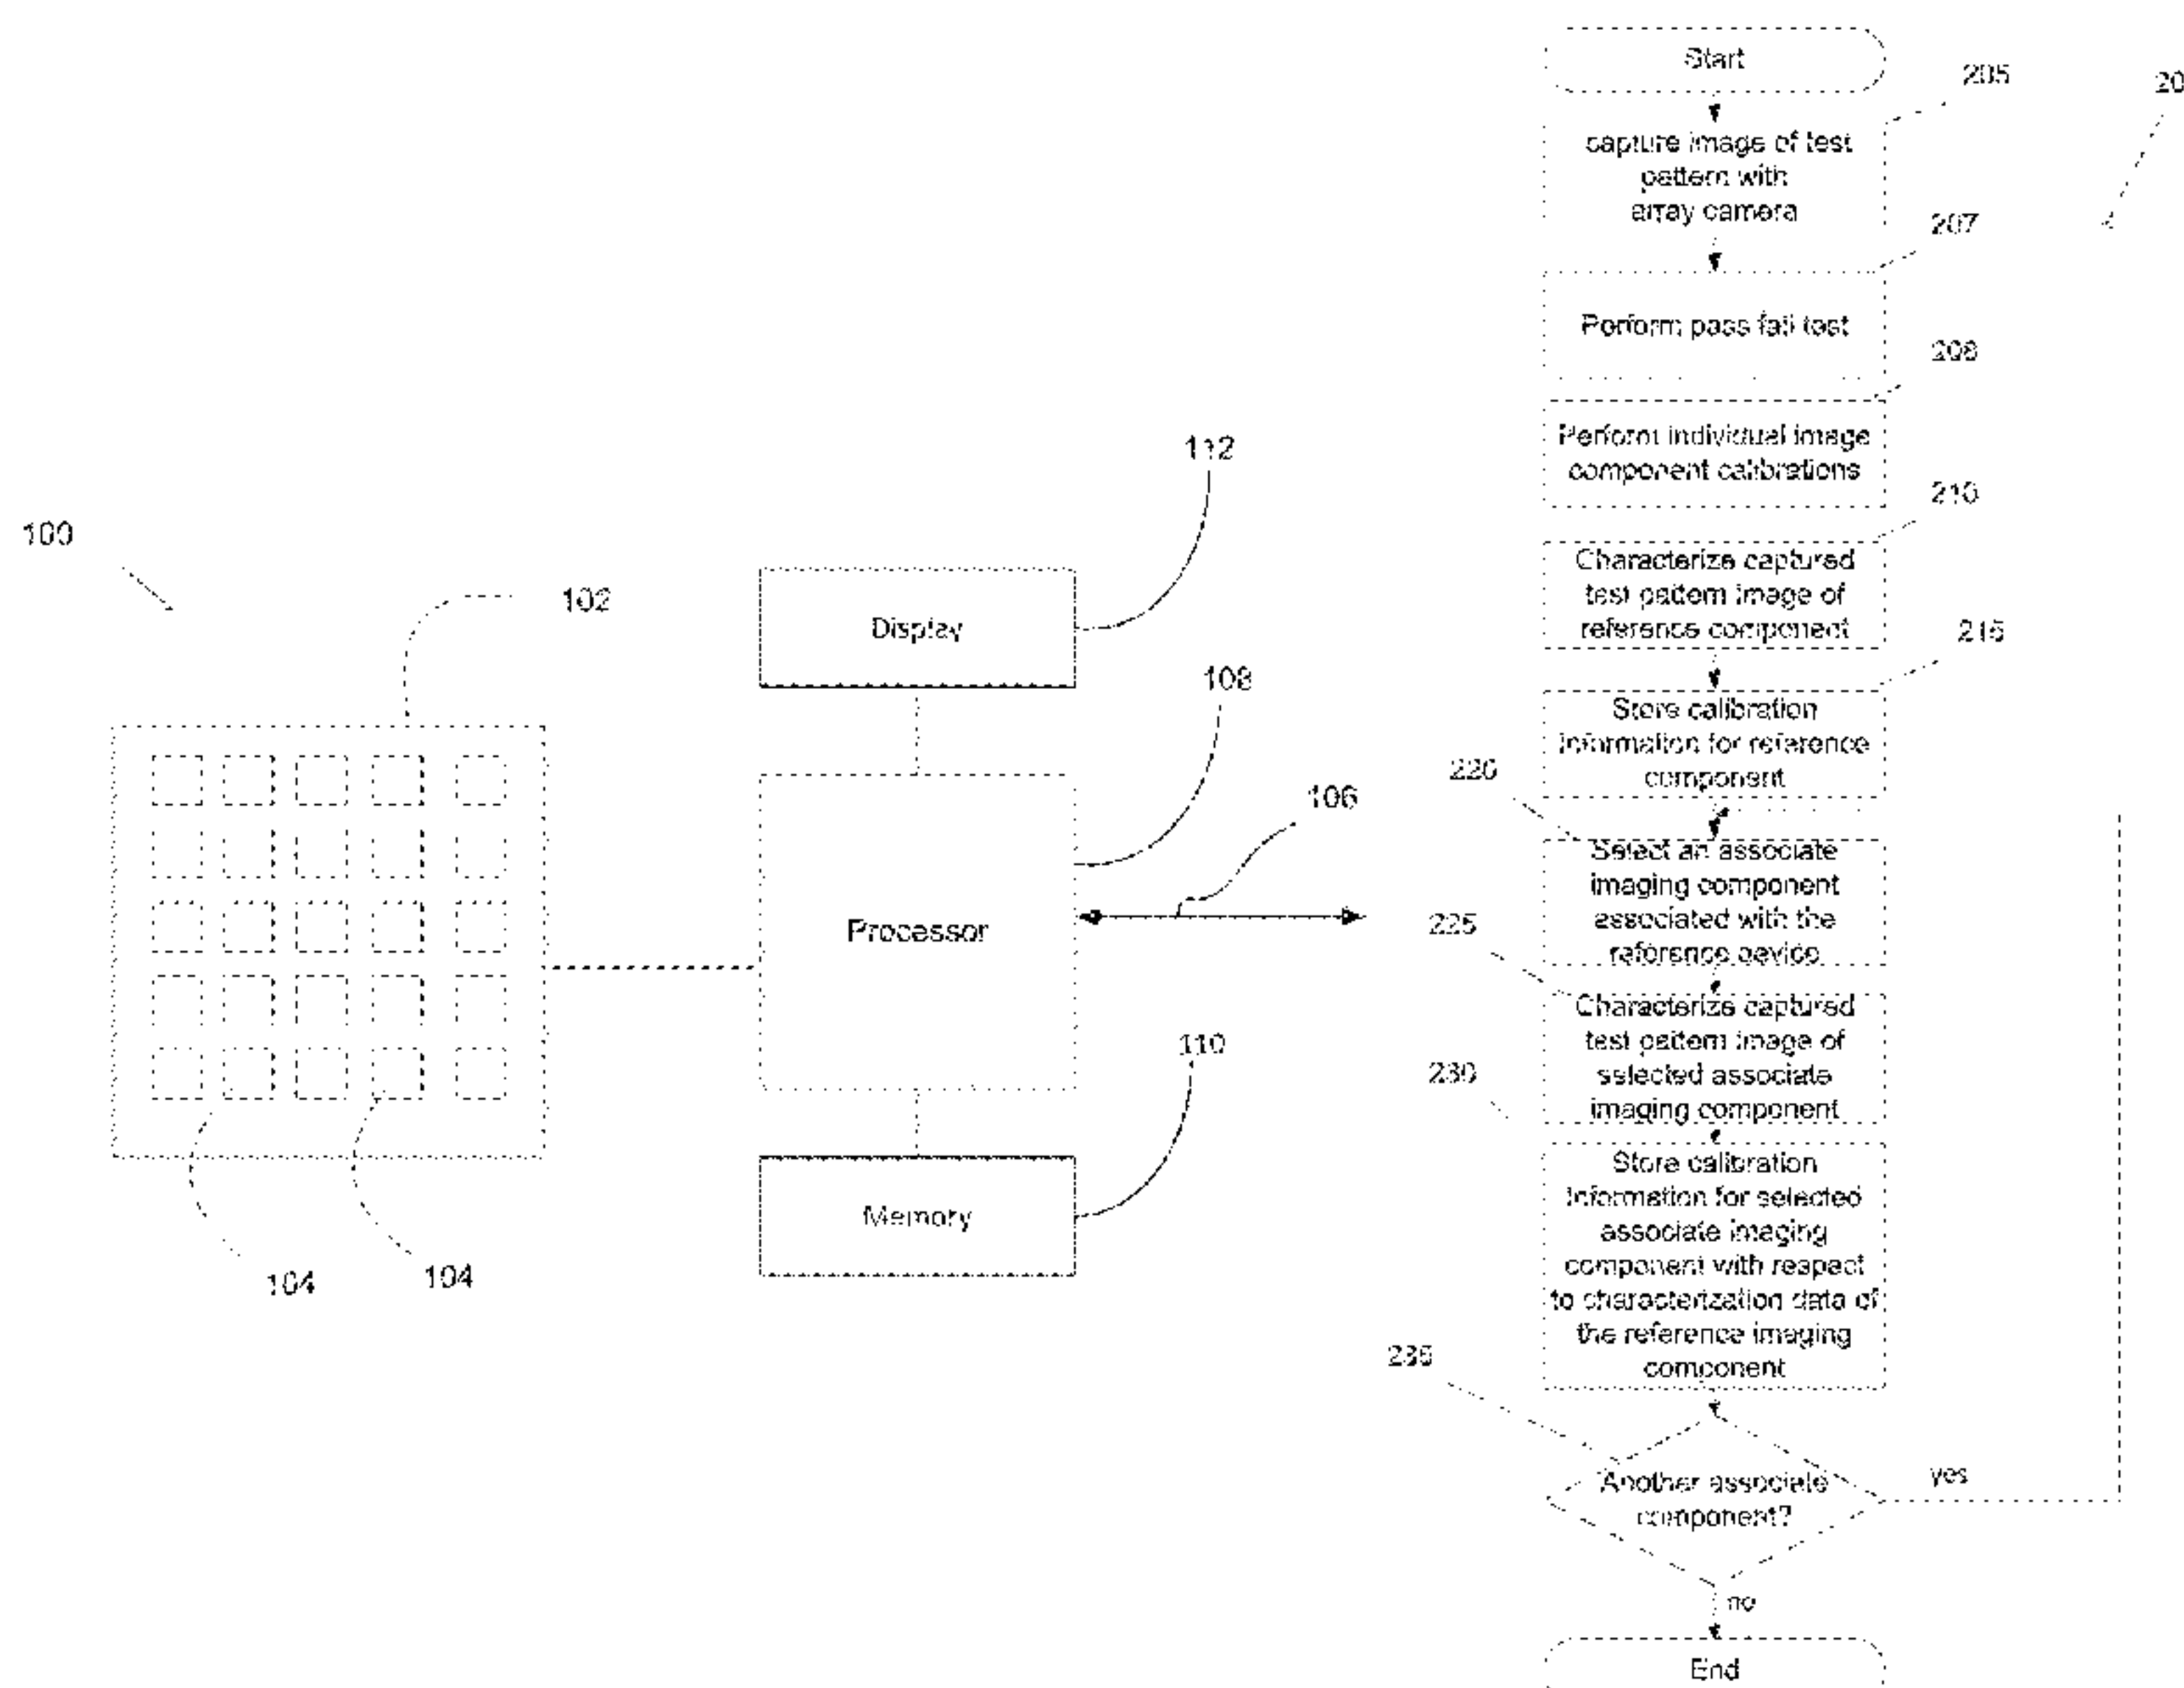 100
102
104
104
112
Display
108
106
Processor
110
Memory
Start
205
capture image of test
pattern with
array camera
207
Perform pass fail test
208
Perform individual image
component calibrations
210
Characterize captured
test pattern image of
reference component
215
Store calibration
information for reference
component
220
Select an associate
imaging component
associated with the
reference device
225
Characterize captured
test pattern image of
selected associate
imaging component
230
Store calibration
information for selected
associate imaging
component with respect
to characterization data of
the reference imaging
component
235
Another associate
component?
yes
no
End